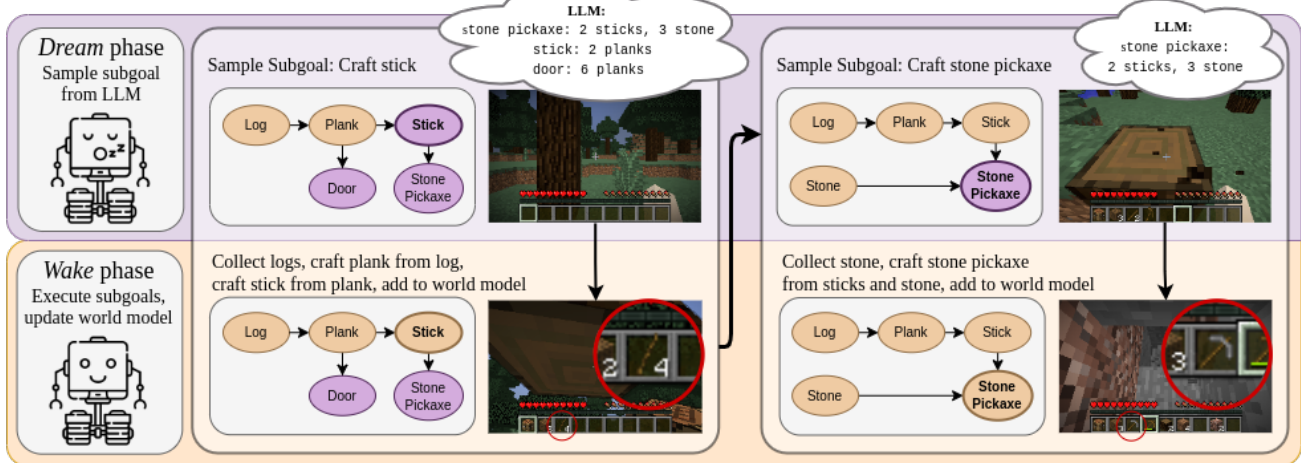 Dream phase
Sample subgoal
from LLM
LLM:
stone pickaxe: 2 sticks, 3 stone
stick: 2 planks
door: 6 planks
Sample Subgoal: Craft stick
Log
Plank
Stick
Door
Stone
Pickaxe
LLM:
stone pickaxe:
2 sticks, 3 stone
Sample Subgoal: Craft stone pickaxe
Log
Plank
Stick
Stone
Stone
Pickaxe
Wake phase
Execute subgoals,
update world model
Collect logs, craft plank from log,
craft stick from plank, add to world model
Log
Plank
Stick
Door
Stone
Pickaxe
2 4
Collect stone, craft stone pickaxe
from sticks and stone, add to world model
Log
Plank
Stick
Stone
Stone
Pickaxe
3